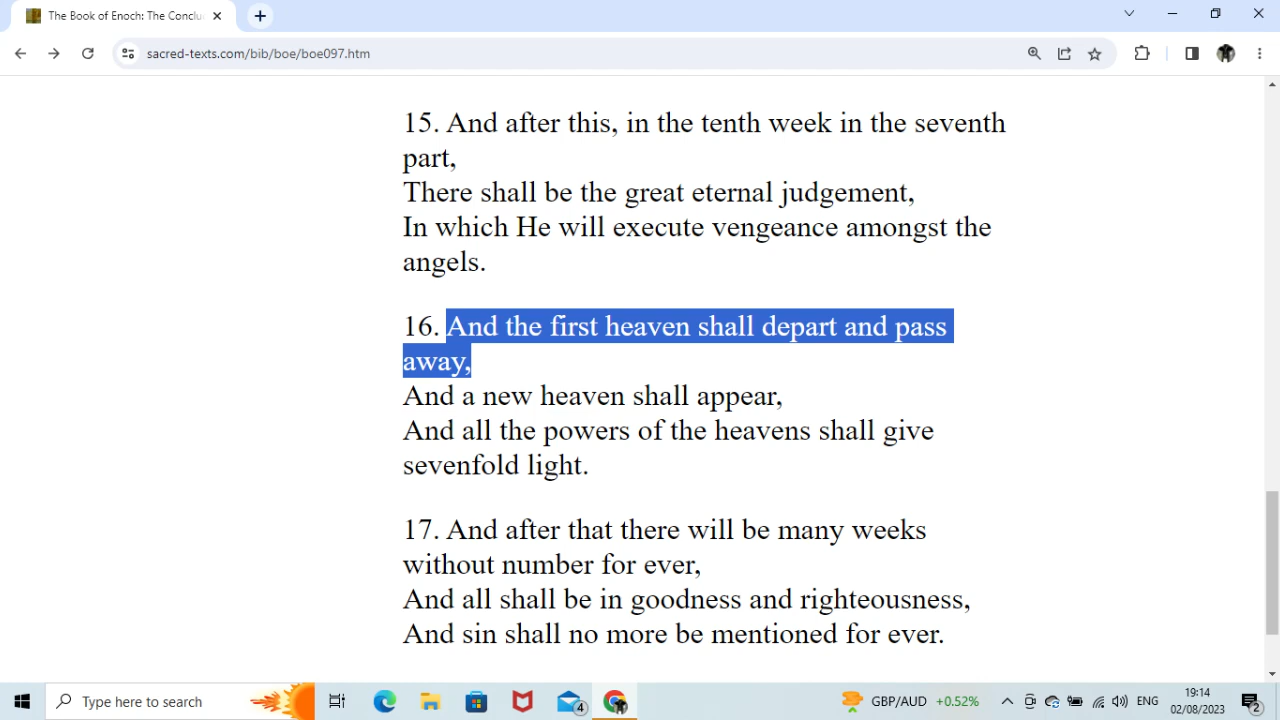 The Book of Enoch: The Conclu
sacred-texts.com/bib/boe/boe097.htm
15. And after this, in the tenth week in the seventh
part,
There shall be the great eternal judgement,
In which He will execute vengeance amongst the
angels.
16. And the first heaven shall depart and pass
away,
And a new heaven shall appear,
And all the powers of the heavens shall give
sevenfold light.
17. And after that there will be many weeks
without number for ever,
And all shall be in goodness and righteousness,
And sin shall no more be mentioned for ever.
Type here to search
4
GBP/AUD +0.52%
ENG
19:14
02/08/2023
2